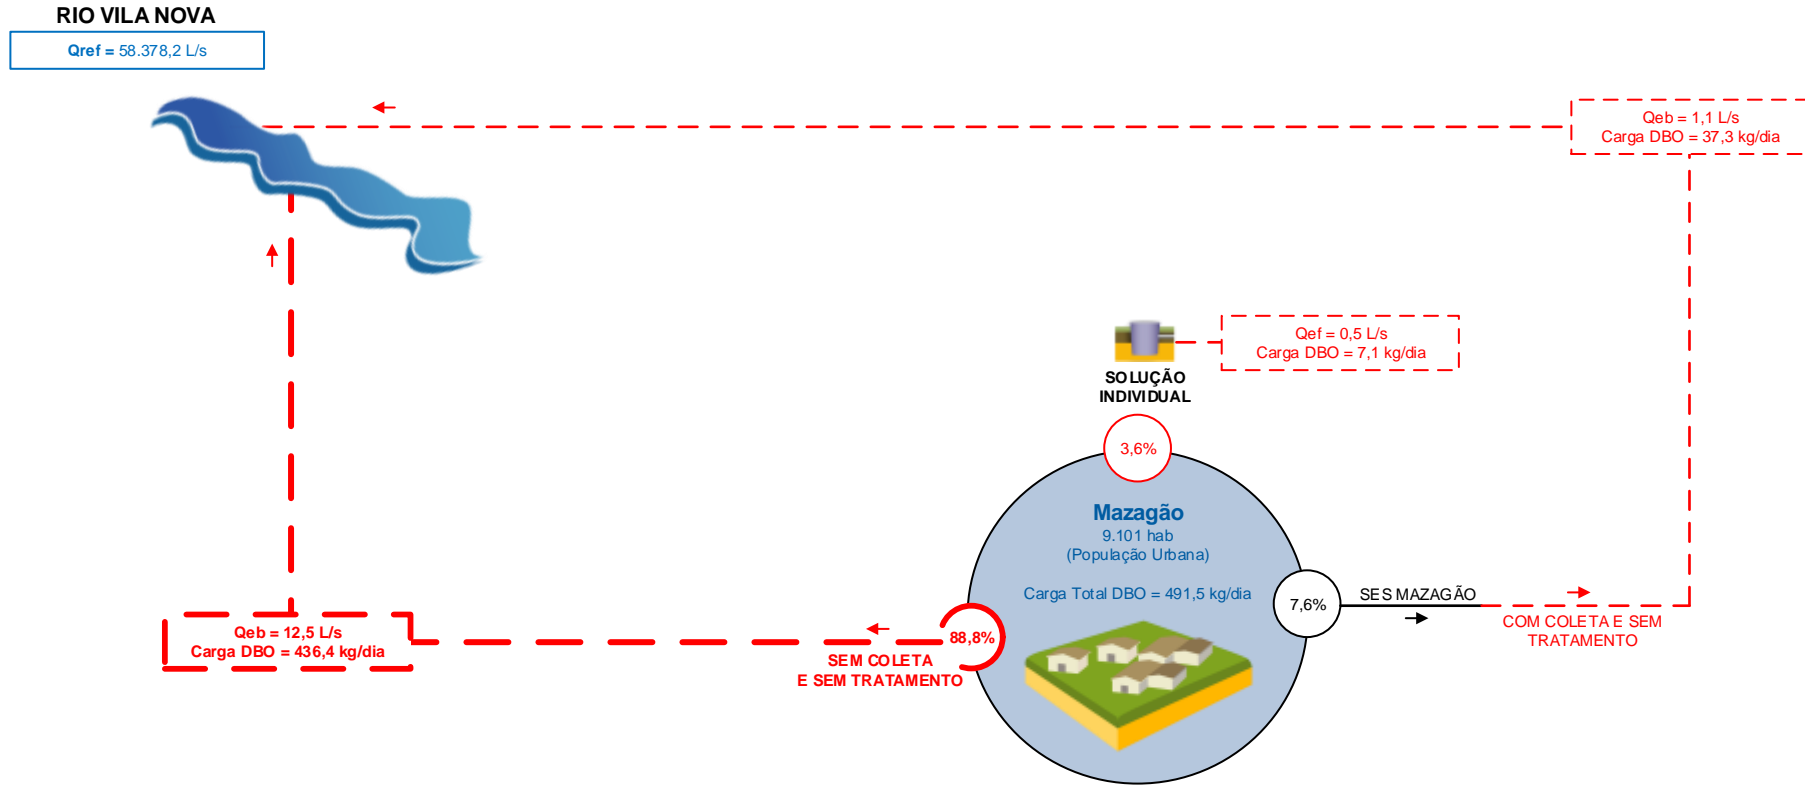 RIO VILA NOVA
Qref = 58.378,2 L/s
Qeb = 1,1 L/s
Carga DBO = 37,3 kg/dia
Qef = 0,5 L/s
Carga DBO = 7,1 kg/dia
SOLUÇÃO
INDIVIDUAL
3,6%
Mazagão
9.101 hab
(População Urbana)
Carga Total DBO = 491,5 kg/dia
7,6%
SES MAZAGÃO
COM COLETA E SEM
TRATAMENTO
88,8%
SEM COLETA
E SEM TRATAMENTO
Qeb = 12,5 L/s
Carga DBO = 436,4 kg/dia